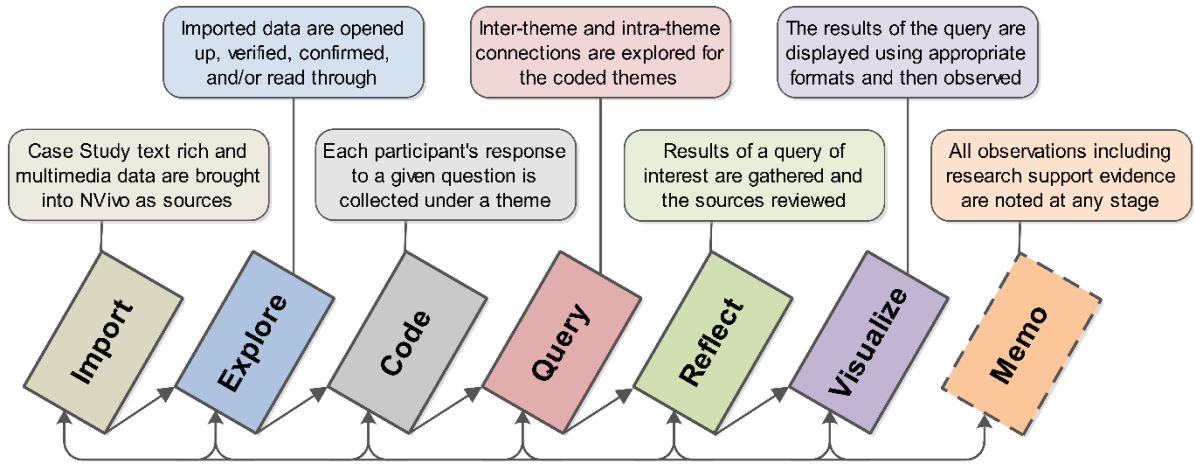 Imported data are opened
up, verified, confirmed,
and/or read through
Inter-theme and intra-theme
connections are explored for
the coded themes
The results of the query are
displayed using appropriate
formats and then observed
Case Study text rich and
multimedia data are brought
into NVivo as sources
Each participant's response
to a given question is
collected under a theme
Results of a query of
interest are gathered and
the sources reviewed
All observations including
research support evidence
are noted at any stage
Import
Explore
Code
Query
Reflect
Visualize
Memo